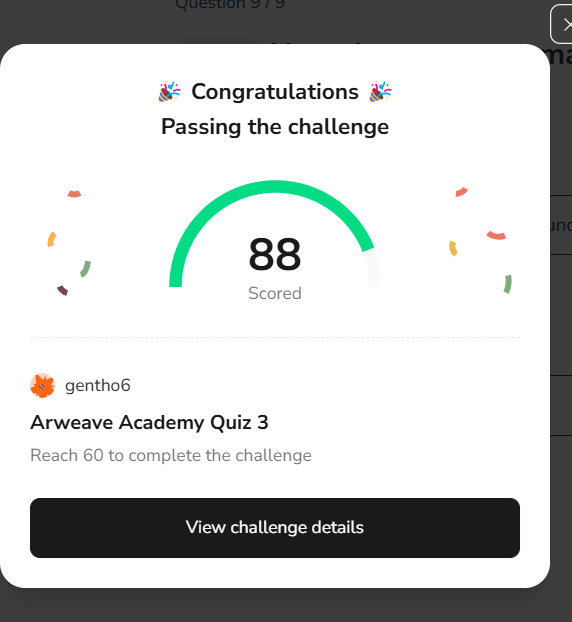 Question 9 / 9
🎉 Congratulations 🎉
Passing the challenge
88
Scored
gentho6
Arweave Academy Quiz 3
Reach 60 to complete the challenge
View challenge details